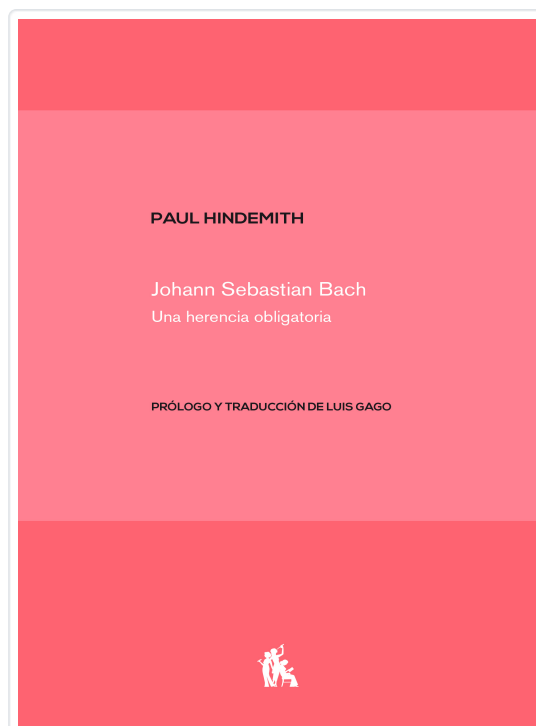 PAUL HINDEMITH
Johann Sebastian Bach
Una herencia obligatoria
PRÓLOGO Y TRADUCCIÓN DE LUIS GAGO